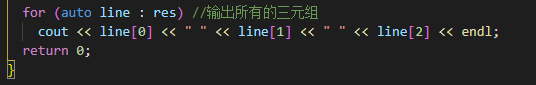 for (auto line : res) //输出所有的三元组
cout << line[0] << " " << line[1] << " " << line[2] << endl;
return 0;
}